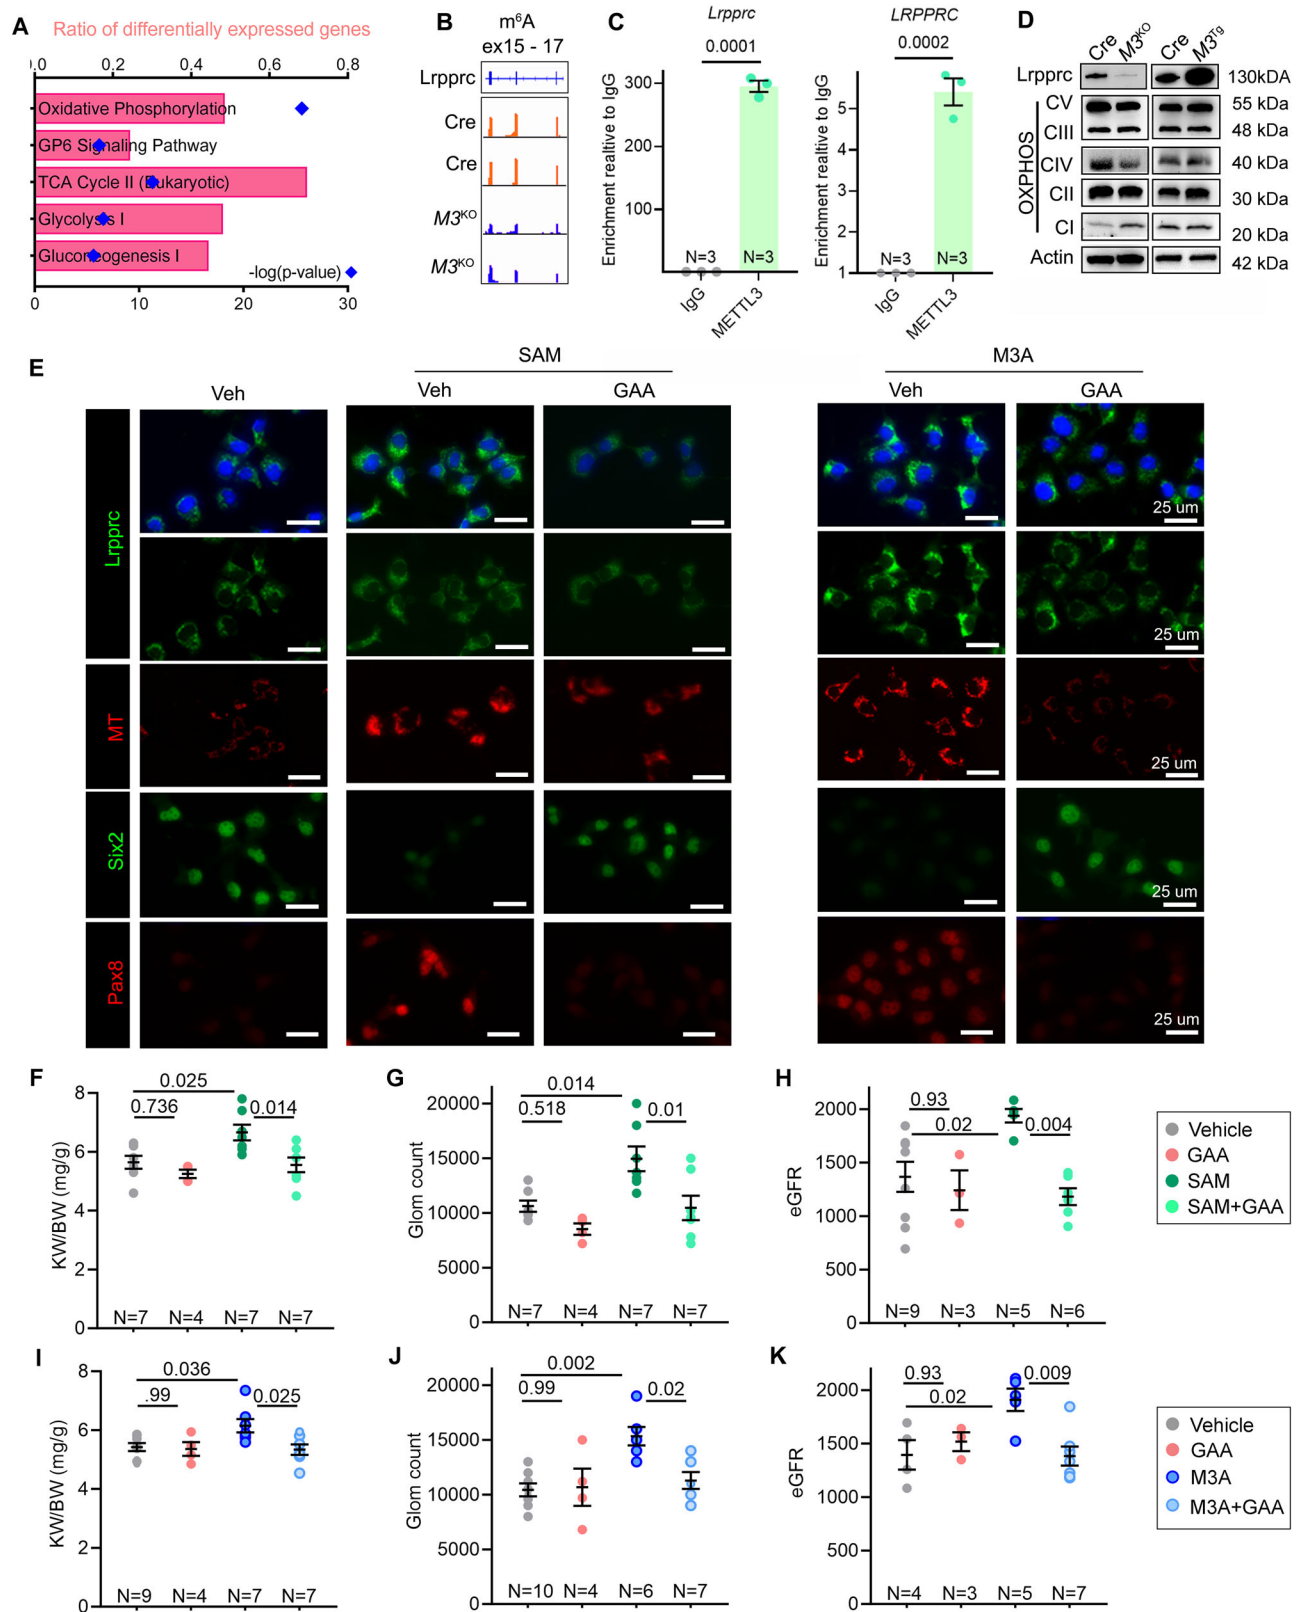 A
Ratio of differentially expressed genes
0.0 0.2 0.4 0.6 0.8
Oxidative Phosphorylation
GP6 Signaling Pathway
TCA Cycle II (Eukaryotic)
Glycolysis I
Gluconeogenesis I
-log(p-value)
0 10 20 30
B
m⁶A
ex15 - 17
Lrpprc
Cre
Cre
M3ᴷᴼ
M3ᴷᴼ
C
Lrpprc
0.0001
Enrichment realtive to IgG
300
200
100
N=3 N=3
IgG METTL3
LRPPRC
0.0002
Enrichment realtive to IgG
5
4
3
2
1
N=3 N=3
IgG METTL3
D
Cre M3ᴷᴼ Cre M3ᵀᵍ
Lrpprc 130kDA
CV 55 kDa
CIII 48 kDa
CIV 40 kDa
CII 30 kDa
CI 20 kDa
OXPHOS
Actin 42 kDa
E
SAM M3A
Veh Veh GAA Veh GAA
Lrpprc
25 um
25 um
MT
25 um
Six2
25 um
Pax8
25 um
F
KW/BW (mg/g)
8
6
4
2
0
0.025
0.736 0.014
N=7 N=4 N=7 N=7
G
Glom count
20000
15000
10000
5000
0
0.014
0.518 0.01
N=7 N=4 N=7 N=7
H
eGFR
2000
1500
1000
500
0
0.93
0.02 0.004
N=9 N=3 N=5 N=6
Vehicle
GAA
SAM
SAM+GAA
I
KW/BW (mg/g)
8
6
4
2
0
0.036
.99 0.025
N=9 N=4 N=7 N=7
J
Glom count
20000
15000
10000
5000
0
0.002
0.99 0.02
N=10 N=4 N=6 N=7
K
eGFR
2000
1500
1000
500
0
0.93 0.009
0.02
N=4 N=3 N=5 N=7
Vehicle
GAA
M3A
M3A+GAA